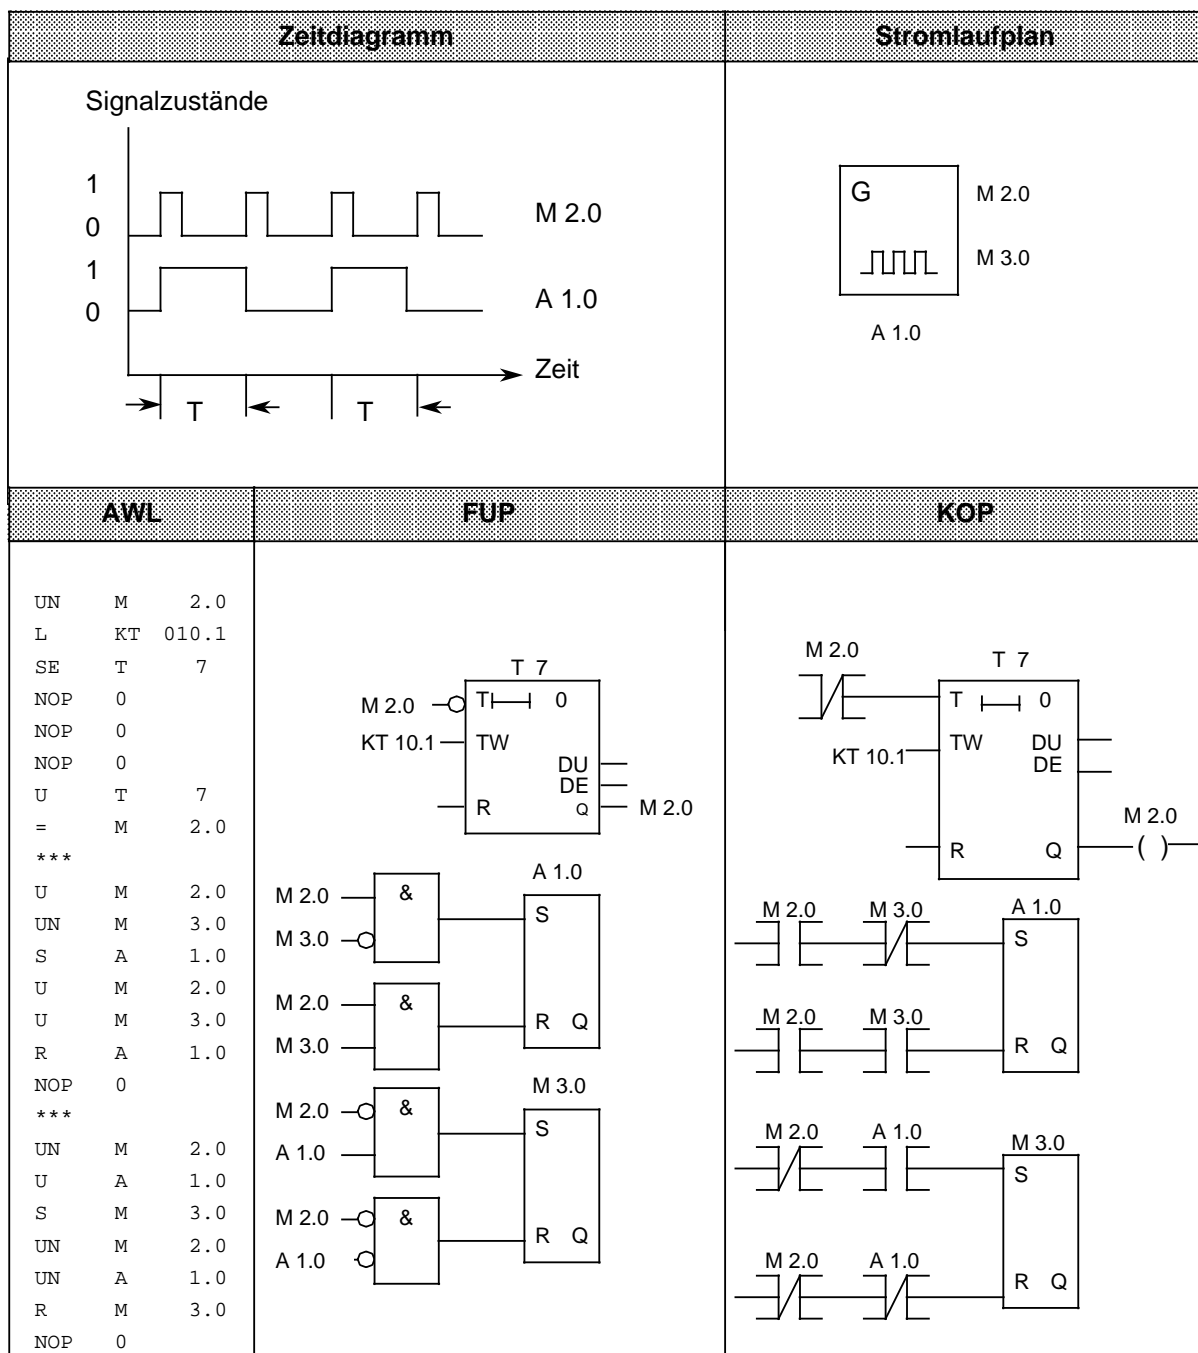 Zeitdiagramm
Stromlaufplan
Signalzustände
1
0
M 2.0
1
0
A 1.0
Zeit
T
T
G
M 2.0
M 3.0
A 1.0
AWL
FUP
KOP
UN M 2.0
L KT 010.1
SE T 7
NOP 0
NOP 0
NOP 0
U T 7
= M 2.0
***
U M 2.0
UN M 3.0
S A 1.0
U M 2.0
U M 3.0
R A 1.0
NOP 0
***
UN M 2.0
U A 1.0
S M 3.0
UN M 2.0
UN A 1.0
R M 3.0
NOP 0
T 7
M 2.0 T 0
KT 10.1 TW
DU
DE
R Q M 2.0
A 1.0
M 2.0 & S
M 3.0
M 2.0 &
R Q
M 3.0
M 3.0
M 2.0 & S
A 1.0
M 2.0 &
R Q
A 1.0
M 2.0
T 7
T 0
KT 10.1 TW DU
DE
M 2.0
R Q ( )
M 2.0 M 3.0 A 1.0
S
M 2.0 M 3.0
R Q
M 2.0 A 1.0 M 3.0
S
M 2.0 A 1.0
R Q